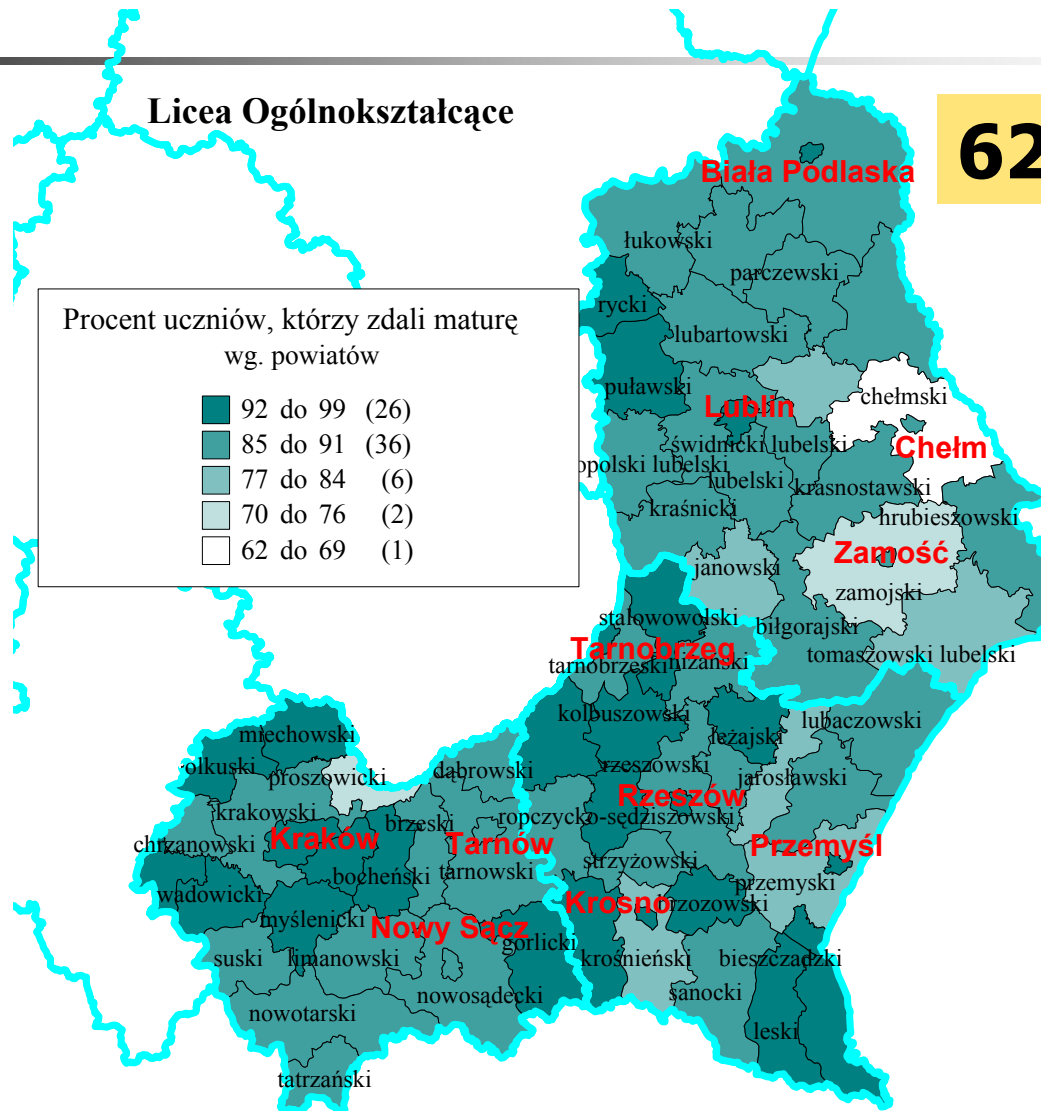 Licea Ogólnokształcące
62
Biała Podlaska
łukowski
parczewski
rycki
Procent uczniów, którzy zdali maturę
wg. powiatów
92 do 99 (26)
85 do 91 (36)
77 do 84 (6)
70 do 76 (2)
62 do 69 (1)
lubartowski
puławski
chełmski
Lublin
świdnicki lubelski
Chełm
opolski lubelski
lubelski
krasnostawski
kraśnicki
hrubieszowski
Zamość
janowski
zamojski
stalowowolski
biłgorajski
Tarnobrzeg
tarnobrzeski
niżański
tomaszowski lubelski
kolbuszowski
lubaczowski
leżajski
miechowski
olkuski
proszowicki
dąbrowski
rzeszowski
jarosławski
Rzeszów
krakowski
brzeski
ropczycko-sędziszowski
chrzanowski
Kraków
Tarnów
Przemyśl
bocheński
tarnowski
strzyżowski
przemyski
wadowicki
Krosno
brzozowski
myślenicki
Nowy Sącz
gorlicki
suski
limanowski
krośnieński
bieszczadzki
nowosądecki
sanocki
nowotarski
leski
tatrzański